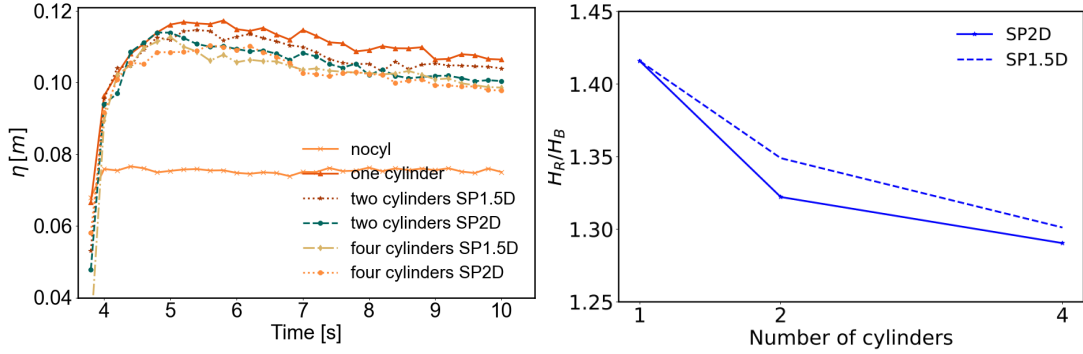 0.12
0.10
0.08
0.06
0.04
η [m]
4 5 6 7 8 9 10
Time [s]
nocyl
one cylinder
two cylinders SP1.5D
two cylinders SP2D
four cylinders SP1.5D
four cylinders SP2D
1.45
1.40
1.35
1.30
1.25
H_R/H_B
1 2 4
Number of cylinders
SP2D
SP1.5D